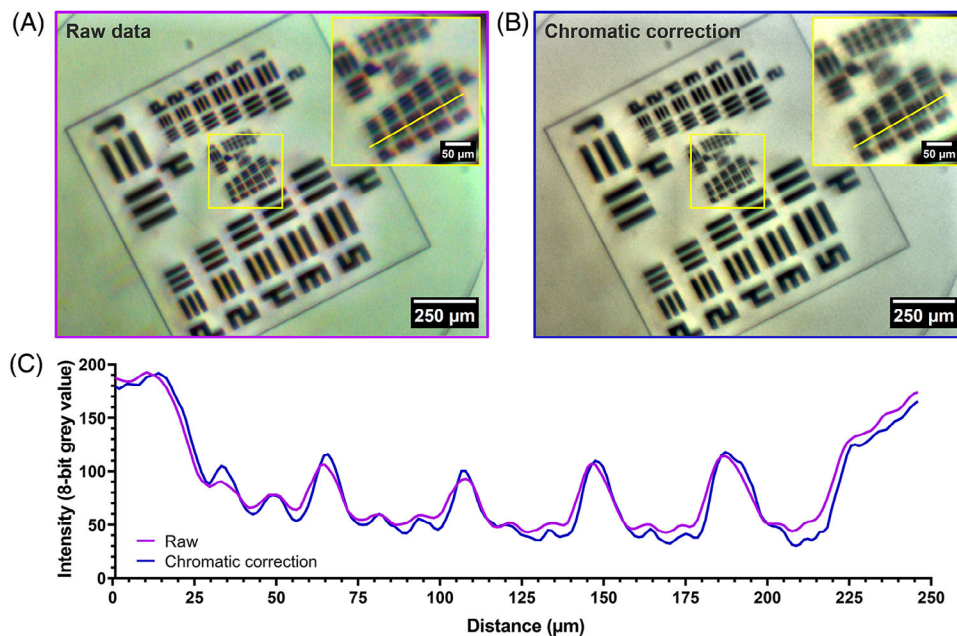 (A)
Raw data
50 µm
250 µm
(B)
Chromatic correction
50 µm
250 µm
(C)
Intensity (8-bit grey value)
200
150
100
50
0
Raw
Chromatic correction
0 25 50 75 100 125 150 175 200 225 250
Distance (µm)